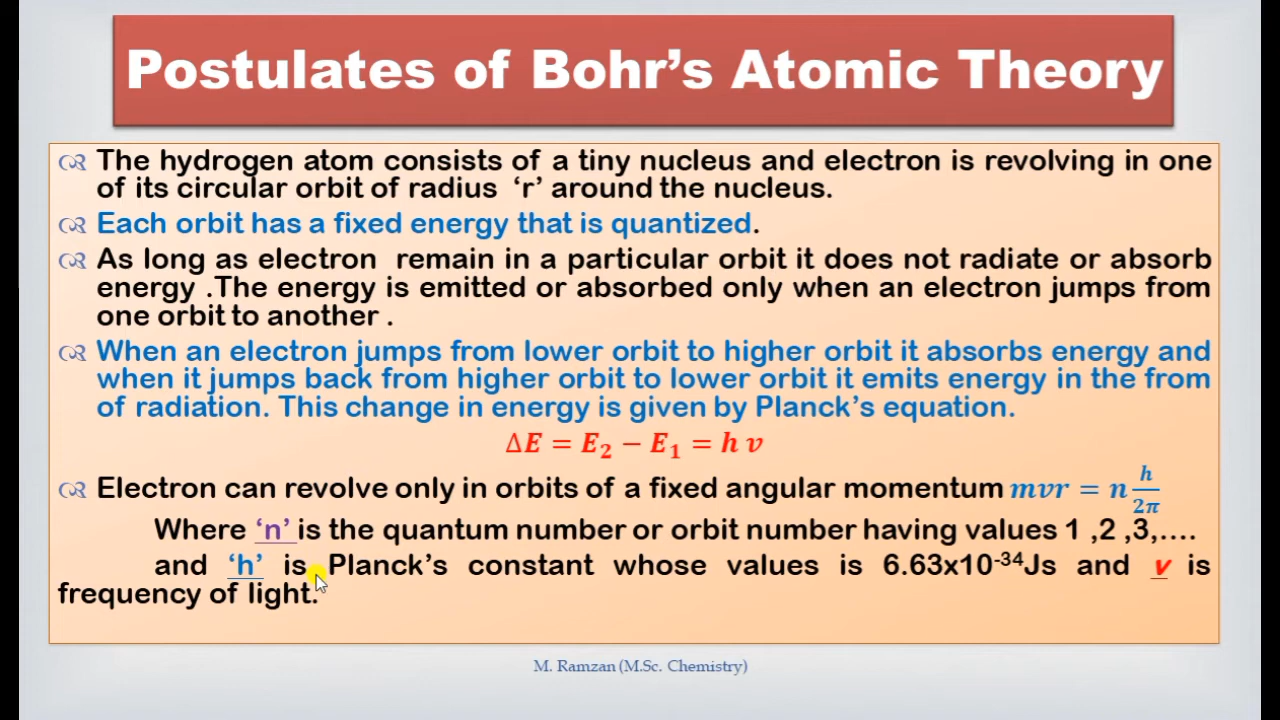 Postulates of Bohr's Atomic Theory
The hydrogen atom consists of a tiny nucleus and electron is revolving in one
of its circular orbit of radius 'r' around the nucleus.
Each orbit has a fixed energy that is quantized.
As long as electron remain in a particular orbit it does not radiate or absorb
energy .The energy is emitted or absorbed only when an electron jumps from
one orbit to another .
When an electron jumps from lower orbit to higher orbit it absorbs energy and
when it jumps back from higher orbit to lower orbit it emits energy in the from
of radiation. This change in energy is given by Planck's equation.
ΔE = E₂ − E₁ = h v
Electron can revolve only in orbits of a fixed angular momentum mvr = n h/2π
Where 'n' is the quantum number or orbit number having values 1 ,2 ,3,....
and 'h' is Planck's constant whose values is 6.63x10⁻³⁴Js and v is
frequency of light.
M. Ramzan (M.Sc. Chemistry)